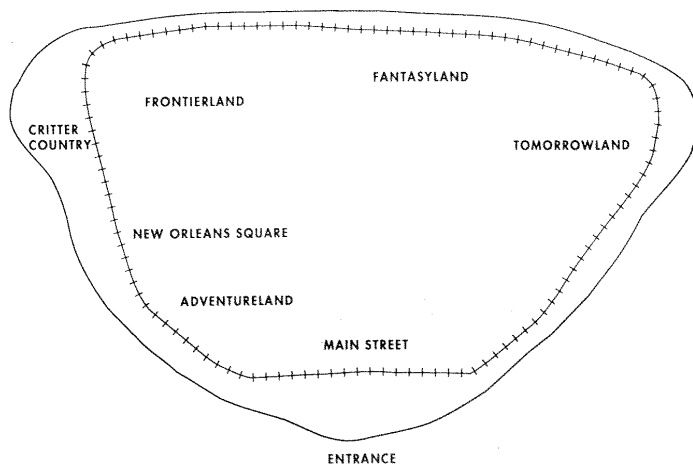 FANTASYLAND
FRONTIERLAND
CRITTER
COUNTRY
TOMORROWLAND
NEW ORLEANS SQUARE
ADVENTURELAND
MAIN STREET
ENTRANCE